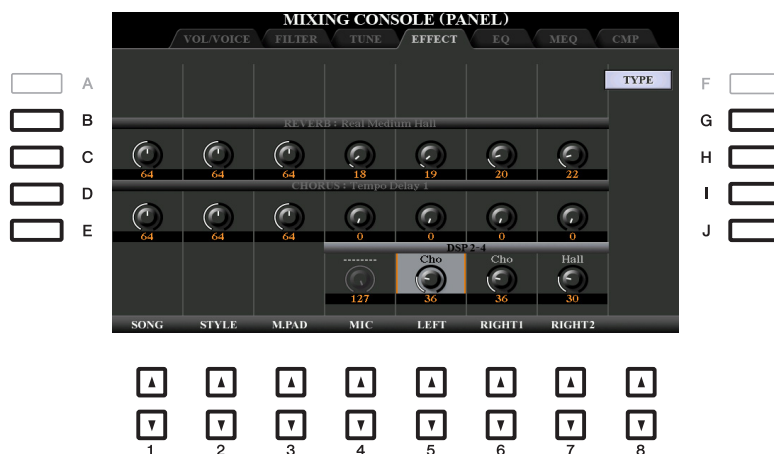 MIXING CONSOLE (PANEL)
VOL/VOICE FILTER TUNE EFFECT EQ MEQ CMP
A TYPE F
B G
REVERB : Real Medium Hall
C H
64 64 64 18 19 20 22
CHORUS : Tempo Delay 1
D I
E J
64 64 64 0 0 0 0
DSP 2-4
-------- Cho Cho Hall
127 36 36 30
SONG STYLE M.PAD MIC LEFT RIGHT1 RIGHT2
1 2 3 4 5 6 7 8